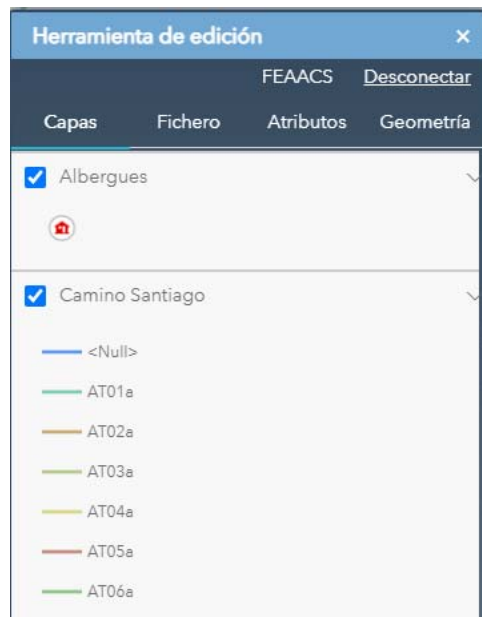 Herramienta de edición ×
FEAACS Desconectar
Capas Fichero Atributos Geometría
Albergues
Camino Santiago
<Null>
AT01a
AT02a
AT03a
AT04a
AT05a
AT06a